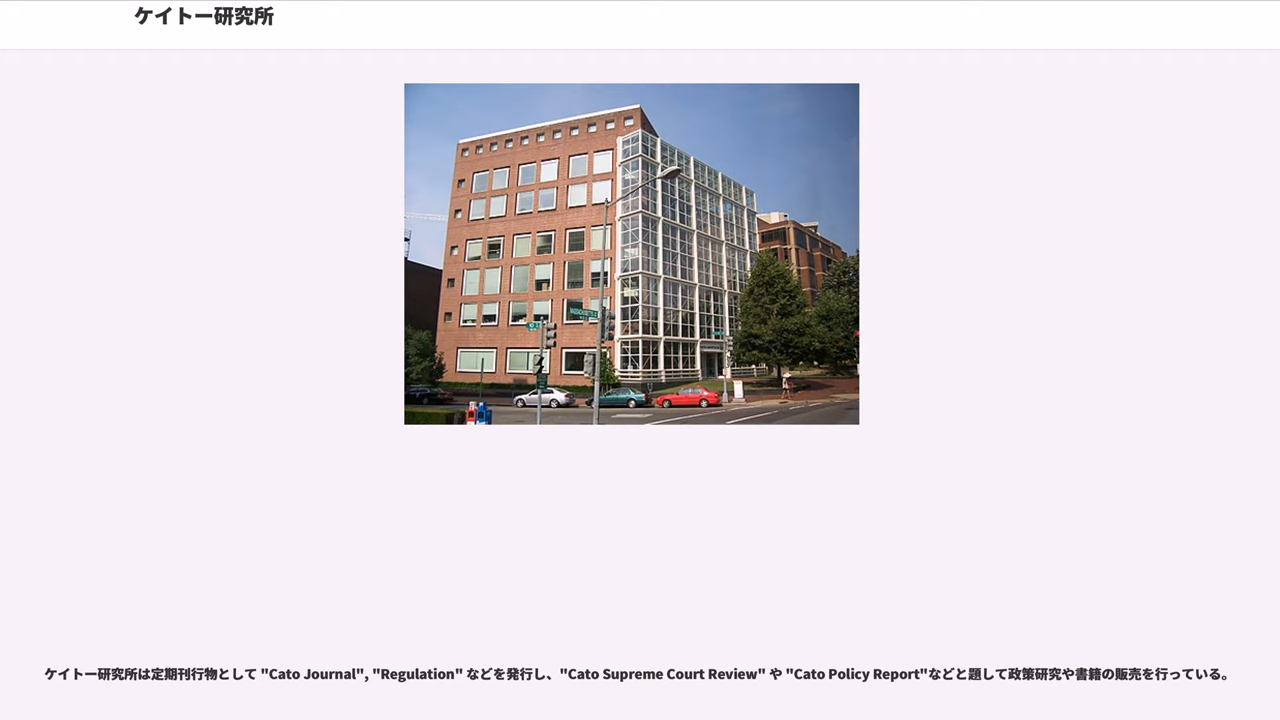 ケイトー研究所
MASSACHUSETTS
ケイトー研究所は定期刊行物として "Cato Journal", "Regulation" などを発行し、"Cato Supreme Court Review" や "Cato Policy Report"などと題して政策研究や書籍の販売を行っている。